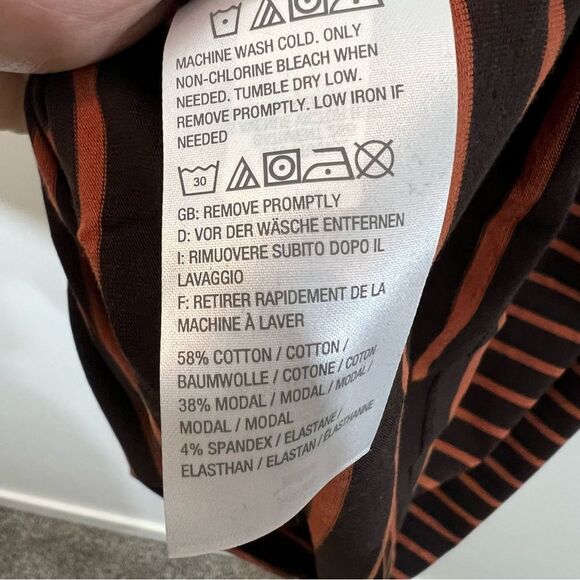 MACHINE WASH COLD. ONLY
NON-CHLORINE BLEACH WHEN
NEEDED. TUMBLE DRY LOW.
REMOVE PROMPTLY. LOW IRON IF
NEEDED
30
GB: REMOVE PROMPTLY
D: VOR DER WÄSCHE ENTFERNEN
I: RIMUOVERE SUBITO DOPO IL
LAVAGGIO
F: RETIRER RAPIDEMENT DE LA
MACHINE À LAVER
58% COTTON / COTTON /
BAUMWOLLE / COTONE / COTON
38% MODAL / MODAL / MODAL /
MODAL / MODAL
4% SPANDEX / ELASTANE /
ELASTHAN / ELASTAN / ÉLASTHANNE